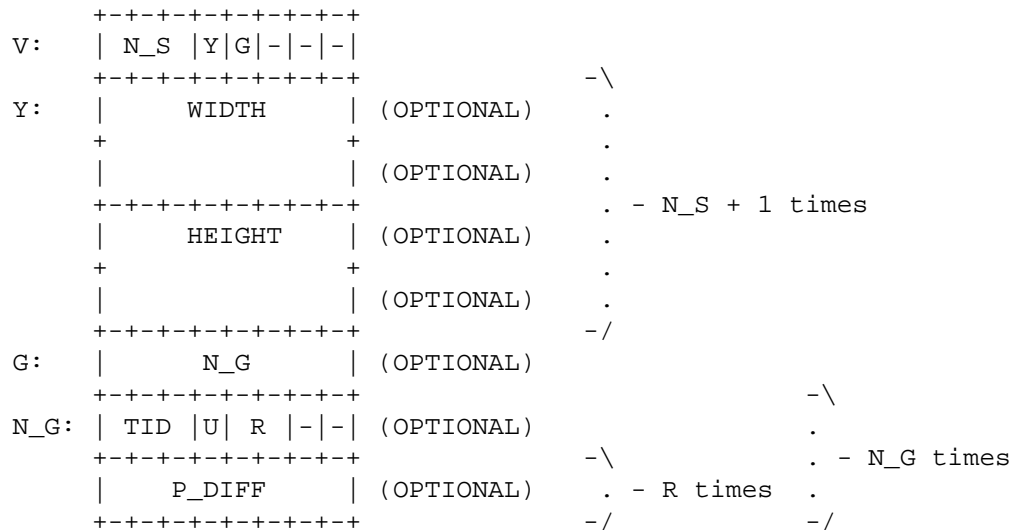 +-+-+-+-+-+-+-+-+
V:   | N_S |Y|G|-|-|-|
     +-+-+-+-+-+-+-+-+              -\
Y:   |     WIDTH     | (OPTIONAL)    .
     +               +               .
     |               | (OPTIONAL)    .
     +-+-+-+-+-+-+-+-+               . - N_S + 1 times
     |     HEIGHT    | (OPTIONAL)    .
     +               +               .
     |               | (OPTIONAL)    .
     +-+-+-+-+-+-+-+-+              -/
G:   |      N_G      | (OPTIONAL)
     +-+-+-+-+-+-+-+-+                            -\
N_G: | TID |U| R |-|-| (OPTIONAL)                 .
     +-+-+-+-+-+-+-+-+              -\            . - N_G times
     |    P_DIFF     | (OPTIONAL)    . - R times  .
     +-+-+-+-+-+-+-+-+              -/            -/